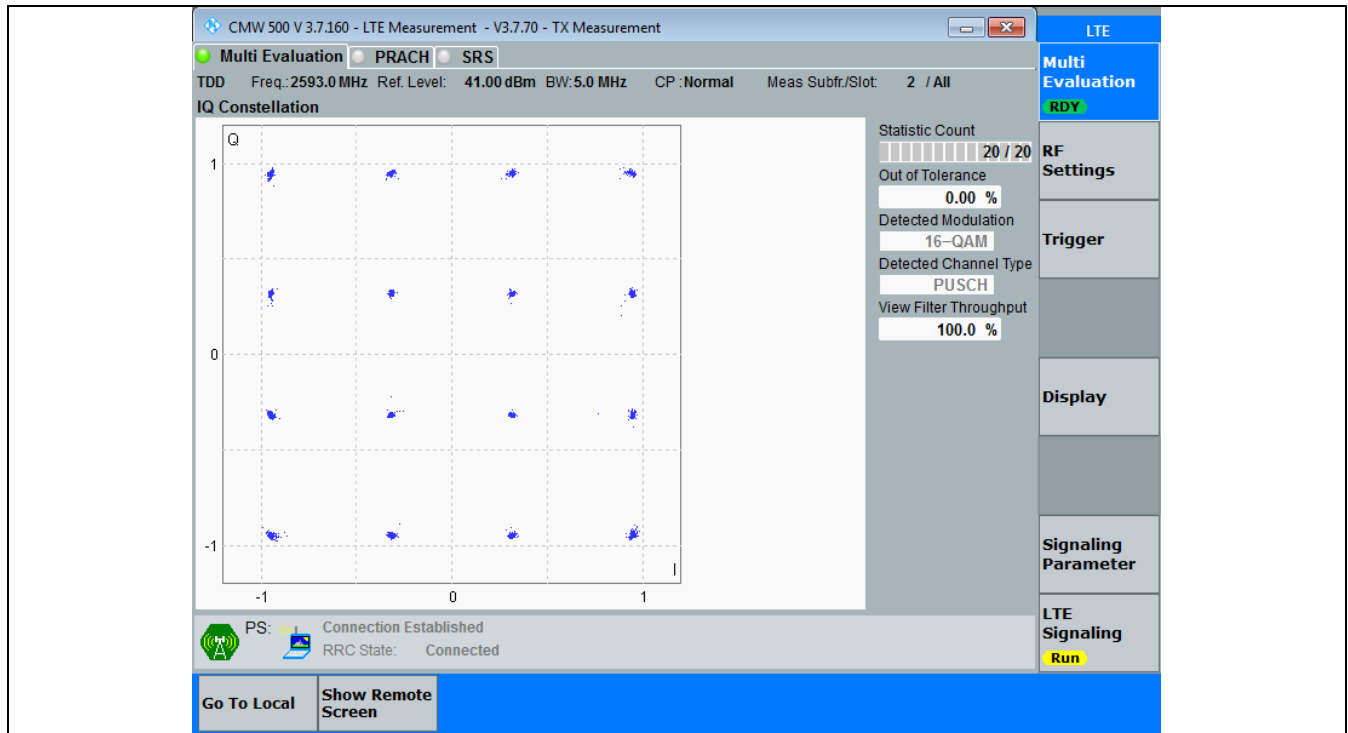 CMW 500 V 3.7.160 - LTE Measurement - V3.7.70 - TX Measurement
LTE
Multi Evaluation PRACH SRS
TDD Freq.: 2593.0 MHz Ref. Level: 41.00 dBm BW: 5.0 MHz CP : Normal Meas Subfr./Slot: 2 / All
IQ Constellation
Q
1
0
-1
I
-1 0 1
Statistic Count
20 / 20
Out of Tolerance
0.00 %
Detected Modulation
16-QAM
Detected Channel Type
PUSCH
View Filter Throughput
100.0 %
Multi
Evaluation
RDY
RF
Settings
Trigger
Display
Signaling
Parameter
LTE
Signaling
Run
PS: Connection Established
RRC State: Connected
Go To Local
Show Remote
Screen